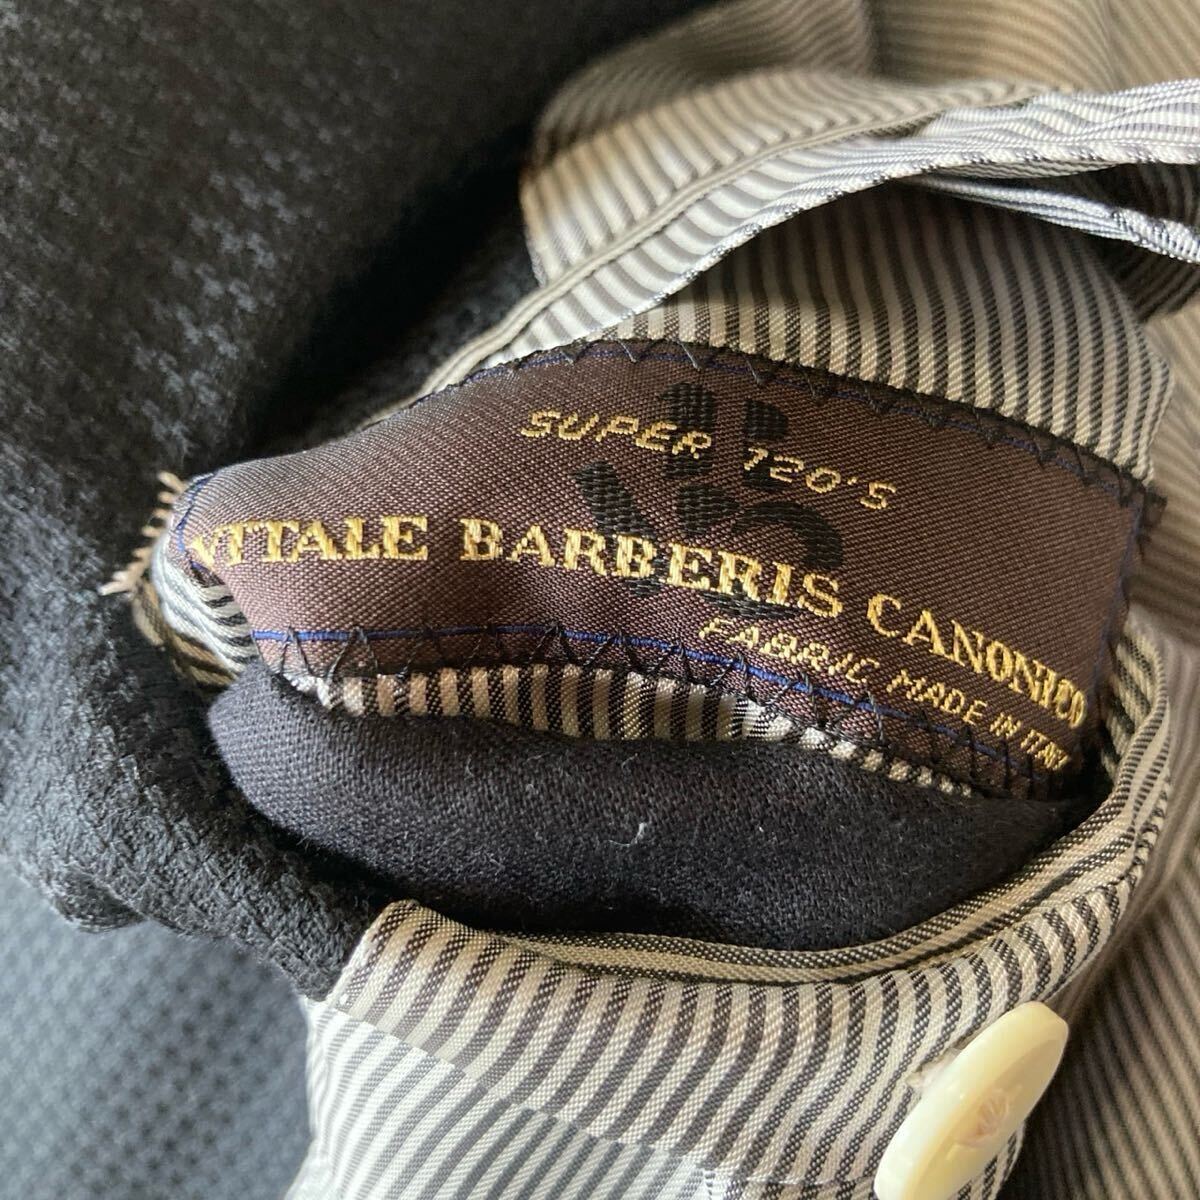 SUPER 120'S
VITALE BARBERIS CANONICO
FABRIC MADE IN ITALY